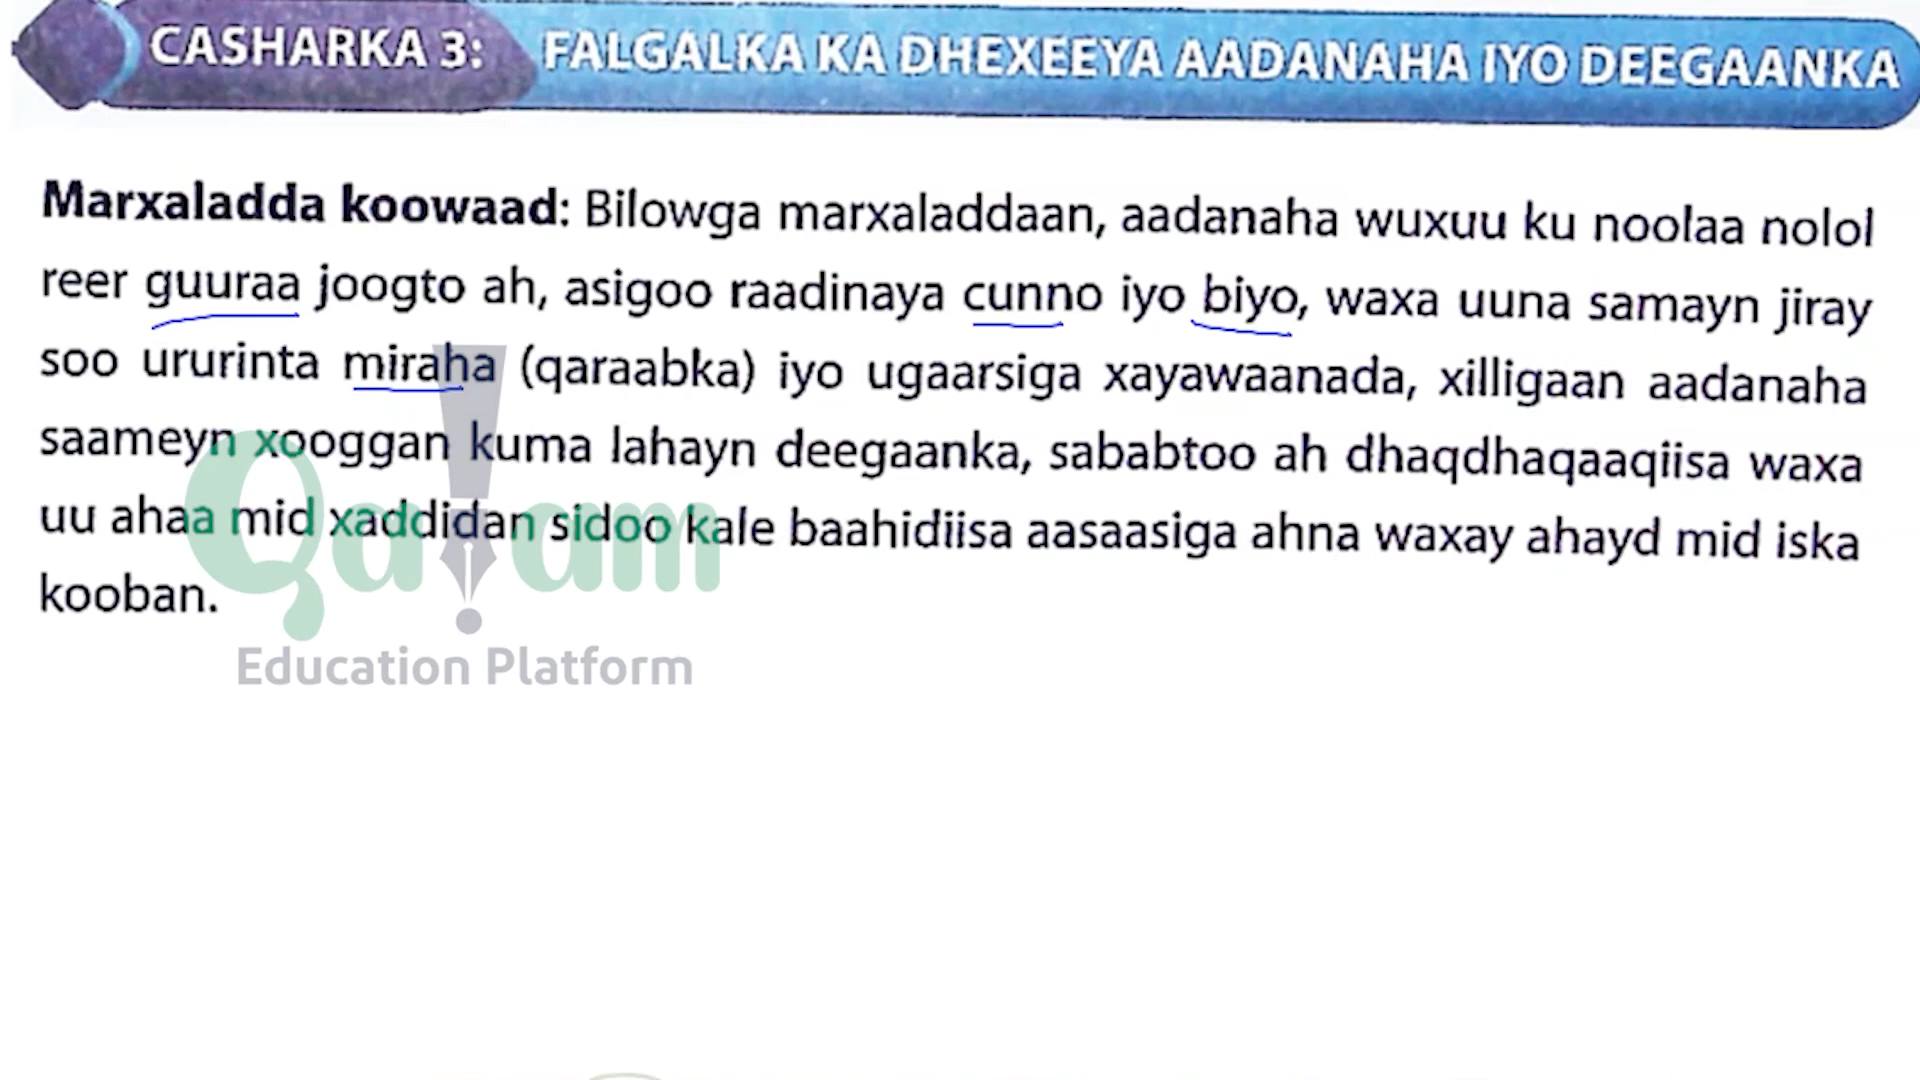 CASHARKA 3: FALGALKA KA DHEXEEYA AADANAHA IYO DEEGAANKA
Marxaladda koowaad: Bilowga marxaladdaan, aadanaha wuxuu ku noolaa nolol
reer guuraa joogto ah, asigoo raadinaya cunno iyo biyo, waxa uuna samayn jiray
soo ururinta miraha (qaraabka) iyo ugaarsiga xayawaanada, xilligaan aadanaha
saameyn xooggan kuma lahayn deegaanka, sababtoo ah dhaqdhaqaaqiisa waxa
uu ahaa mid xaddidan sidoo kale baahidiisa aasaasiga ahna waxay ahayd mid iska
kooban.
Qalam
Education Platform